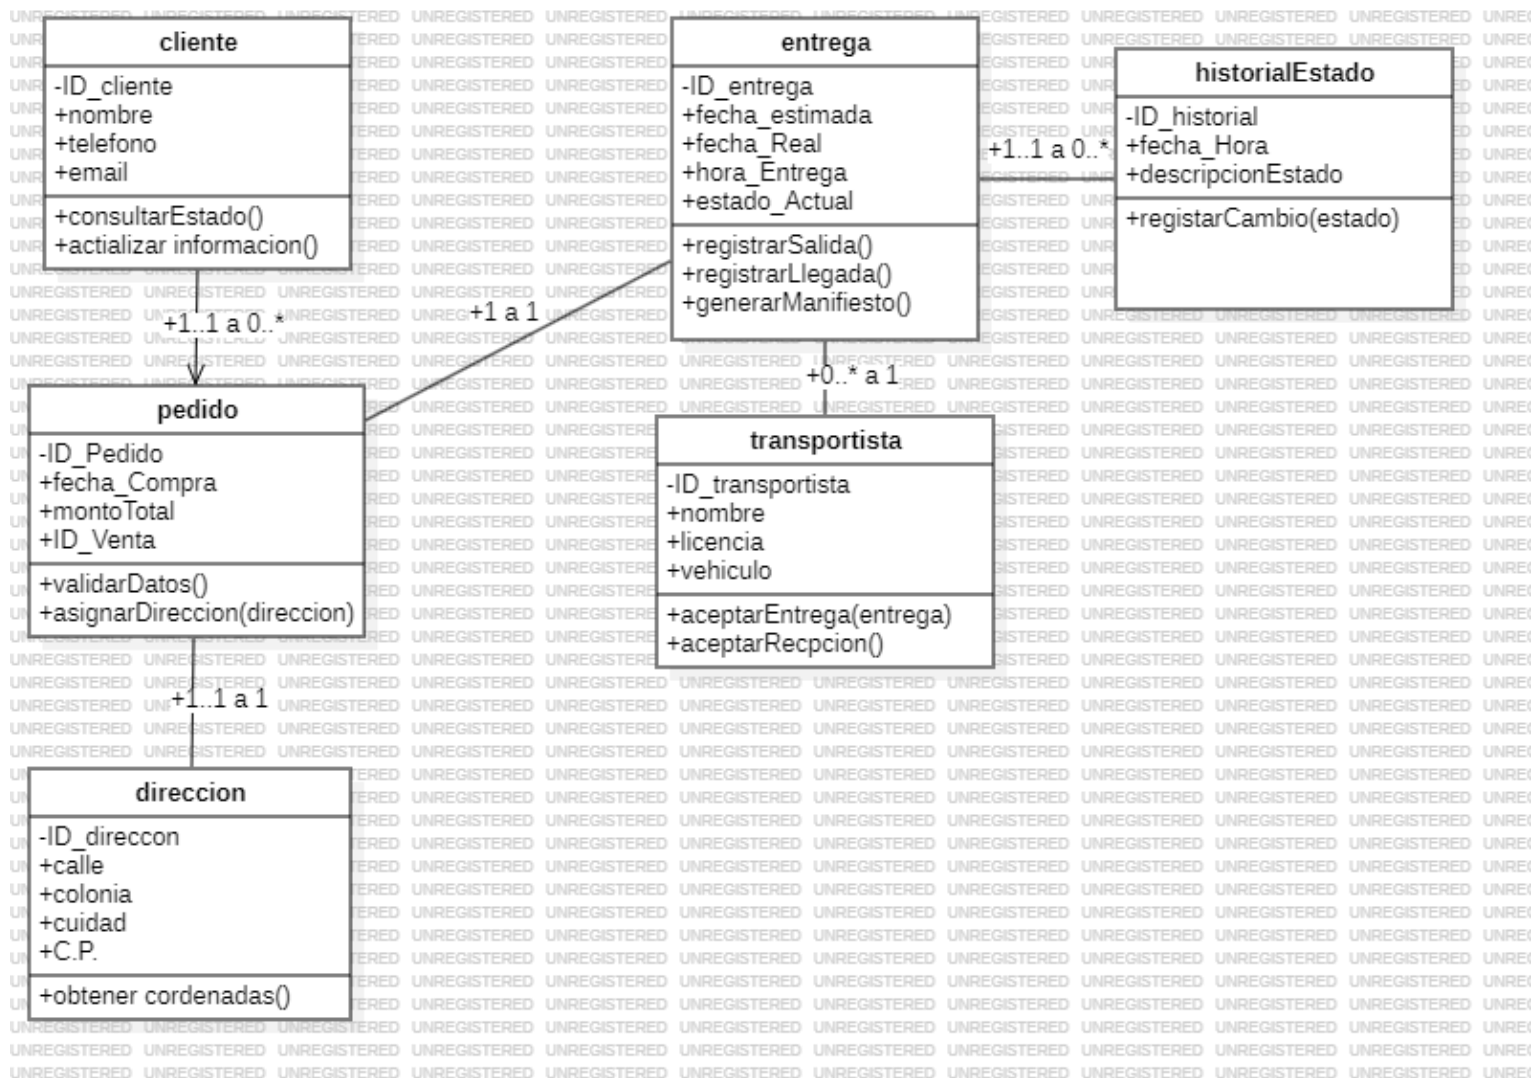 cliente
-ID_cliente
+nombre
+telefono
+email
+consultarEstado()
+actializar informacion()
+1..1 a 0..*
pedido
-ID_Pedido
+fecha_Compra
+montoTotal
+ID_Venta
+validarDatos()
+asignarDireccion(direccion)
+1..1 a 1
direccion
-ID_direccon
+calle
+colonia
+cuidad
+C.P.
+obtener cordenadas()
+1 a 1
entrega
-ID_entrega
+fecha_estimada
+fecha_Real
+hora_Entrega
+estado_Actual
+registrarSalida()
+registrarLlegada()
+generarManifiesto()
+0..* a 1
transportista
-ID_transportista
+nombre
+licencia
+vehiculo
+aceptarEntrega(entrega)
+aceptarRecpcion()
+1..1 a 0..*
historialEstado
-ID_historial
+fecha_Hora
+descripcionEstado
+registarCambio(estado)
UNREGISTERED